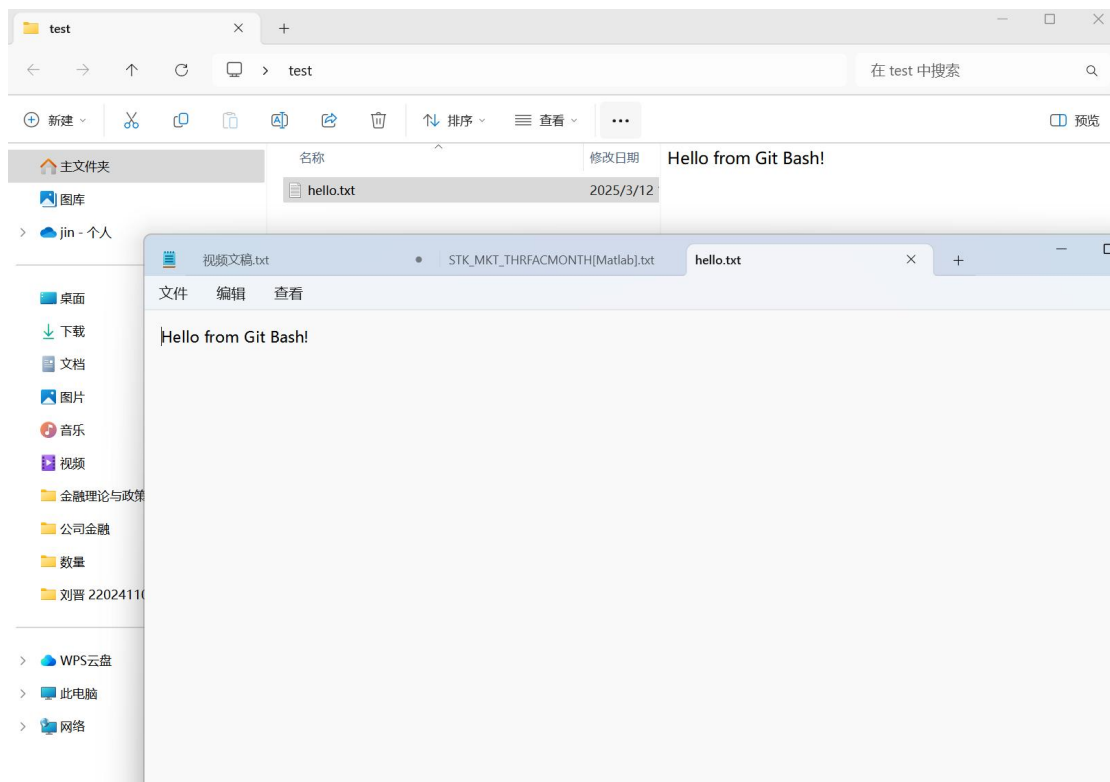 test
test
在 test 中搜索
新建
排序
查看
预览
主文件夹
图库
jin - 个人
桌面
下载
文档
图片
音乐
视频
金融理论与政策
公司金融
数量
刘晋 22024110
WPS云盘
此电脑
网络
名称
修改日期
hello.txt
2025/3/12
Hello from Git Bash!
视频文稿.txt
STK_MKT_THRFACMONTH[Matlab].txt
hello.txt
文件 编辑 查看
Hello from Git Bash!